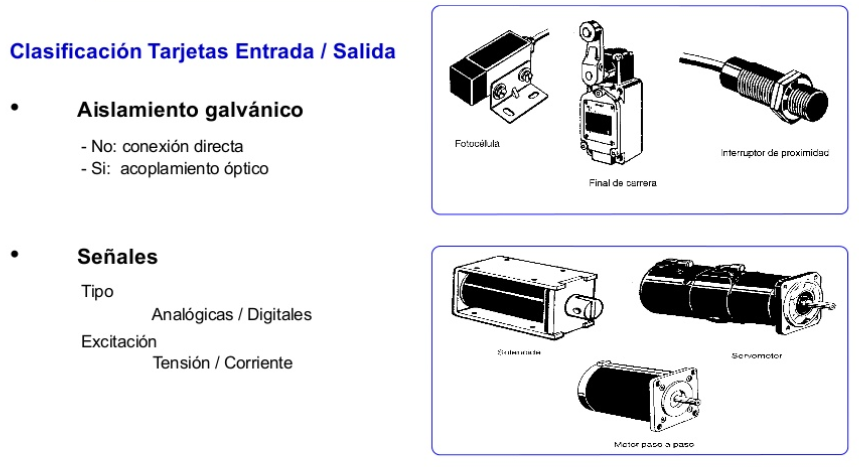 Clasificación Tarjetas Entrada / Salida
• Aislamiento galvánico
- No: conexión directa
- Si: acoplamiento óptico
• Señales
Tipo
Analógicas / Digitales
Excitación
Tensión / Corriente
Fotocélula
Final de carrera
Interruptor de proximidad
Solenoide
Servomotor
Motor paso a paso